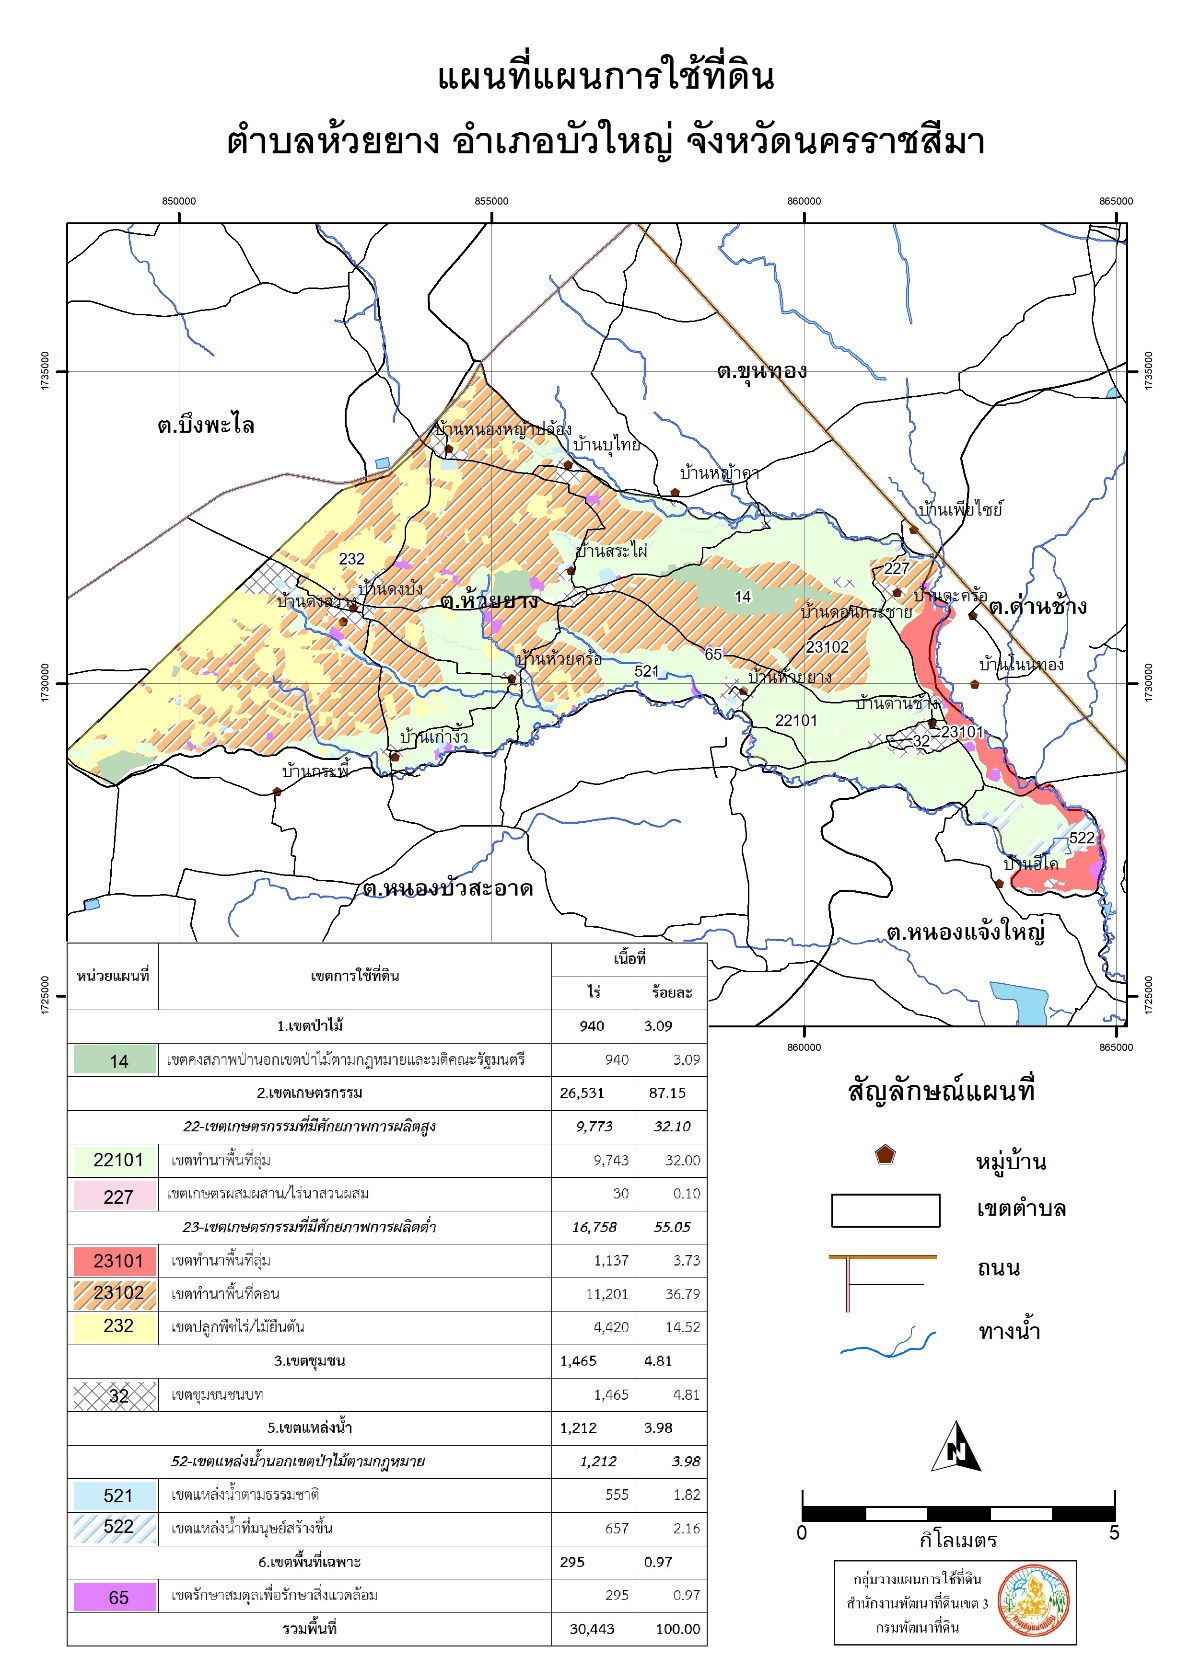 แผนที่แผนการใช้ที่ดิน
ตำบลห้วยยาง อำเภอบัวใหญ่ จังหวัดนครราชสีมา
850000 855000 860000 865000
1735000 1735000
ต.ขุนทอง
ต.บึงพะไล
บ้านหนองหญ้าปล้อง
บ้านบุไทย
บ้านหญ้าคา
บ้านเพียไซย์
บ้านสระไผ่
232
227
บ้านดงบัง
บ้านดงสว่าง
ต.ห้วยยาง
14
บ้านตะคร้อ
ต.ด่านช้าง
บ้านดอนกระชาย
23102
65
บ้านห้วยคร้อ
521
บ้านห้วยยาง
บ้านโนนทอง
1730000 1730000
บ้านด่านช้าง
22101
23101
32
บ้านเก่างิ้ว
บ้านกระพี้
522
บ้านอีโค
ต.หนองบัวสะอาด
ต.หนองแจ้งใหญ่
1725000 1725000
860000 865000
หน่วยแผนที่ เขตการใช้ที่ดิน เนื้อที่
ไร่ ร้อยละ
1.เขตป่าไม้ 940 3.09
14 เขตคงสภาพป่านอกเขตป่าไม้ตามกฎหมายและมติคณะรัฐมนตรี 940 3.09
2.เขตเกษตรกรรม 26,531 87.15
22-เขตเกษตรกรรมที่มีศักยภาพการผลิตสูง 9,773 32.10
22101 เขตทำนาพื้นที่ลุ่ม 9,743 32.00
227 เขตเกษตรผสมผสาน/ไร่นาสวนผสม 30 0.10
23-เขตเกษตรกรรมที่มีศักยภาพการผลิตต่ำ 16,758 55.05
23101 เขตทำนาพื้นที่ลุ่ม 1,137 3.73
23102 เขตทำนาพื้นที่ดอน 11,201 36.79
232 เขตปลูกพืชไร่/ไม้ยืนต้น 4,420 14.52
3.เขตชุมชน 1,465 4.81
32 เขตชุมชนชนบท 1,465 4.81
5.เขตแหล่งน้ำ 1,212 3.98
52-เขตแหล่งน้ำนอกเขตป่าไม้ตามกฎหมาย 1,212 3.98
521 เขตแหล่งน้ำตามธรรมชาติ 555 1.82
522 เขตแหล่งน้ำที่มนุษย์สร้างขึ้น 657 2.16
6.เขตพื้นที่เฉพาะ 295 0.97
65 เขตรักษาสมดุลเพื่อรักษาสิ่งแวดล้อม 295 0.97
รวมพื้นที่ 30,443 100.00
สัญลักษณ์แผนที่
หมู่บ้าน
เขตตำบล
ถนน
ทางน้ำ
N
0 5
กิโลเมตร
กลุ่มวางแผนการใช้ที่ดิน
สำนักงานพัฒนาที่ดินเขต 3
กรมพัฒนาที่ดิน